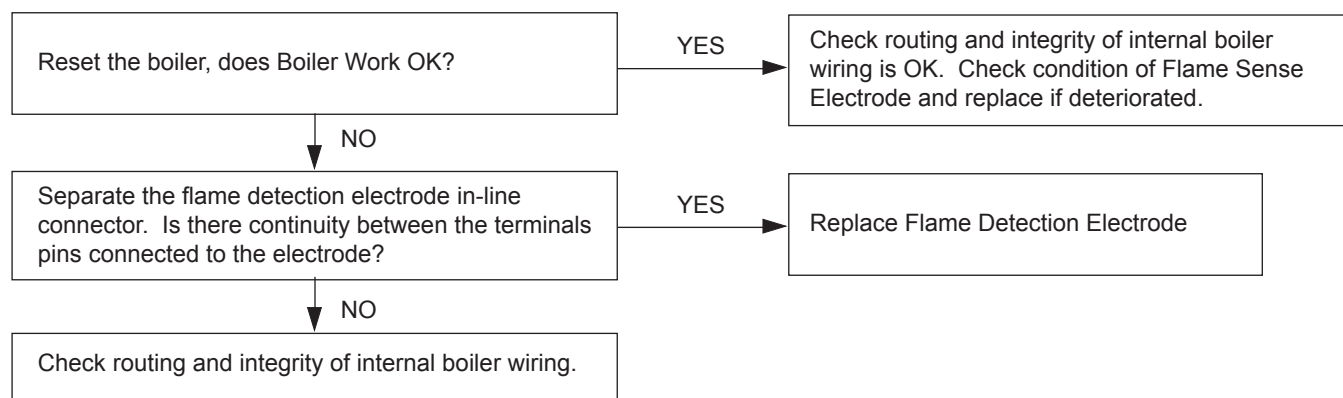 Reset the boiler, does Boiler Work OK?
YES
Check routing and integrity of internal boiler
wiring is OK. Check condition of Flame Sense
Electrode and replace if deteriorated.
NO
Separate the flame detection electrode in-line
connector. Is there continuity between the terminals
pins connected to the electrode?
YES
Replace Flame Detection Electrode
NO
Check routing and integrity of internal boiler wiring.